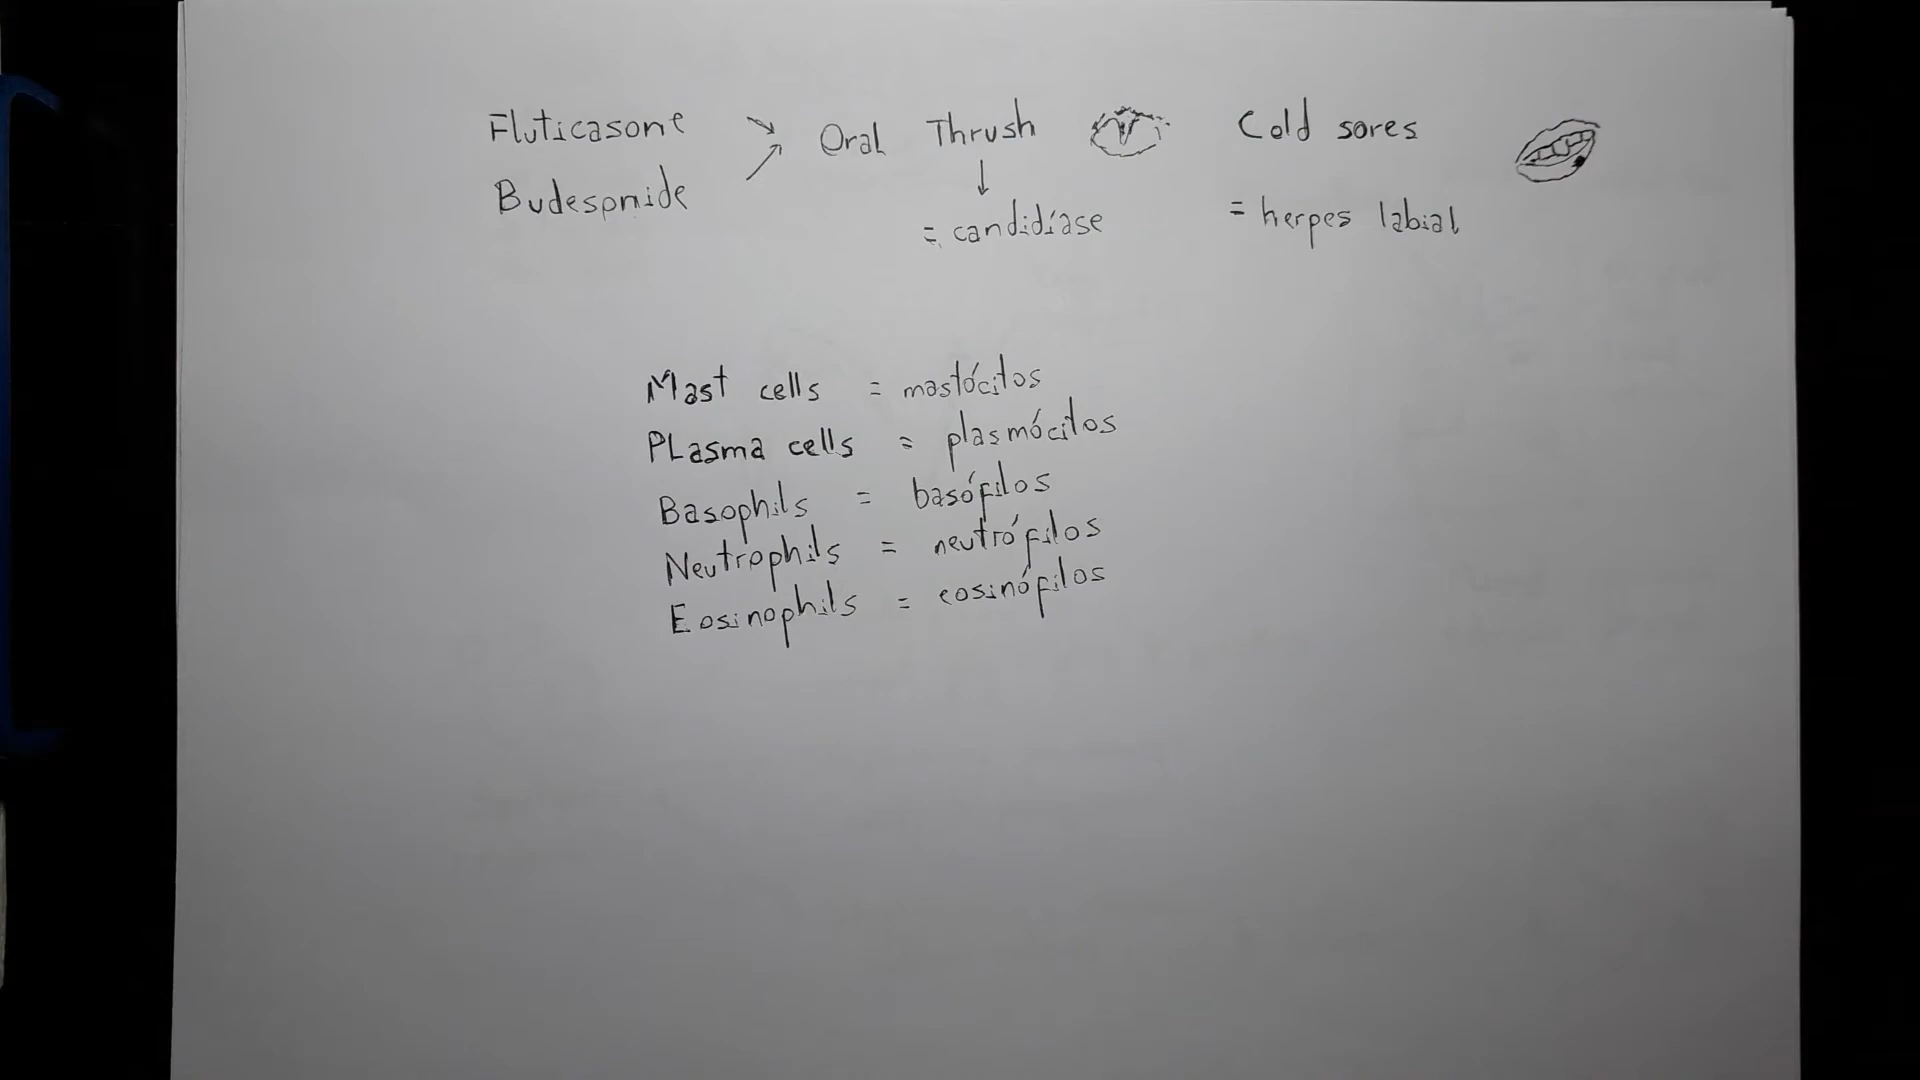 Fluticasone
Budesonide
Oral Thrush
= candidíase
Cold sores
= herpes labial
Mast cells = mastócitos
Plasma cells = plasmócitos
Basophils = basófilos
Neutrophils = neutrófilos
Eosinophils = eosinófilos